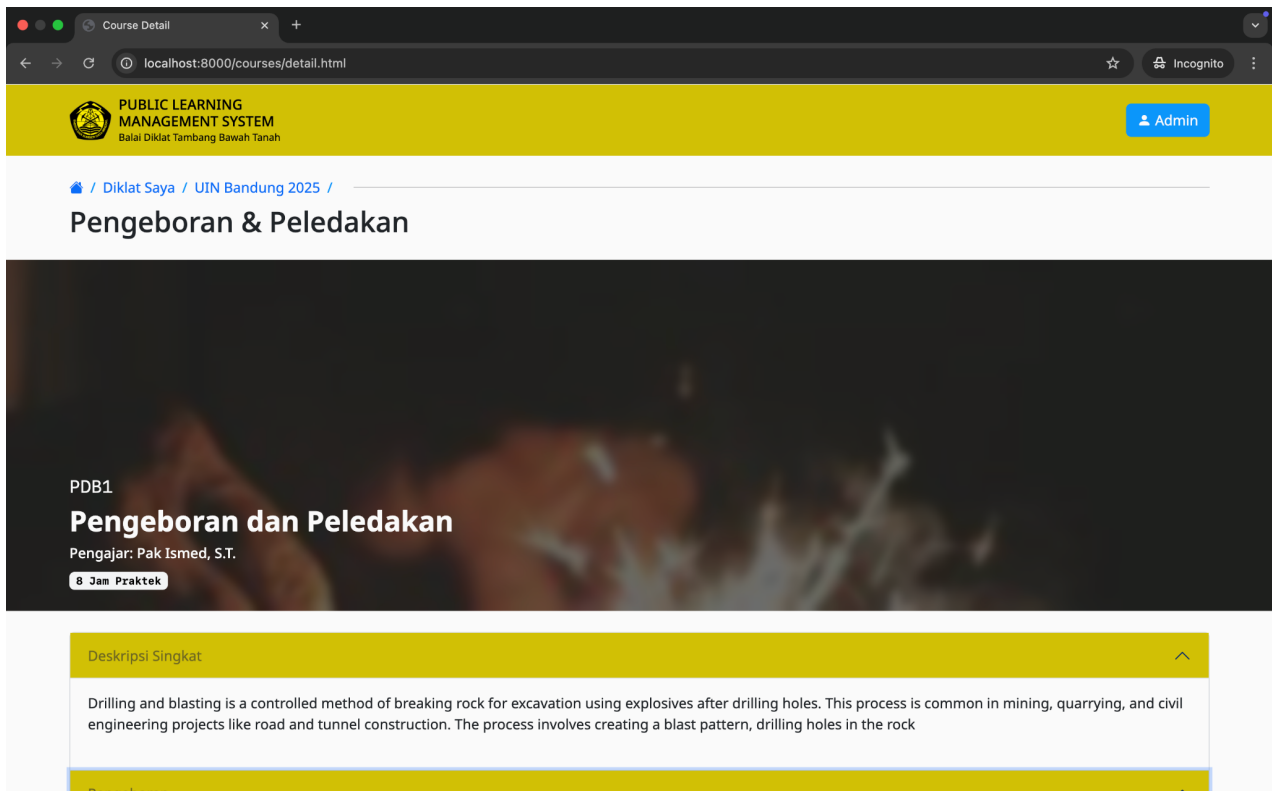 Course Detail
localhost:8000/courses/detail.html
Incognito
PUBLIC LEARNING
MANAGEMENT SYSTEM
Balai Diklat Tambang Bawah Tanah
Admin
/ Diklat Saya / UIN Bandung 2025 /
Pengeboran & Peledakan
PDB1
Pengeboran dan Peledakan
Pengajar: Pak Ismed, S.T.
8 Jam Praktek
Deskripsi Singkat
Drilling and blasting is a controlled method of breaking rock for excavation using explosives after drilling holes. This process is common in mining, quarrying, and civil
engineering projects like road and tunnel construction. The process involves creating a blast pattern, drilling holes in the rock